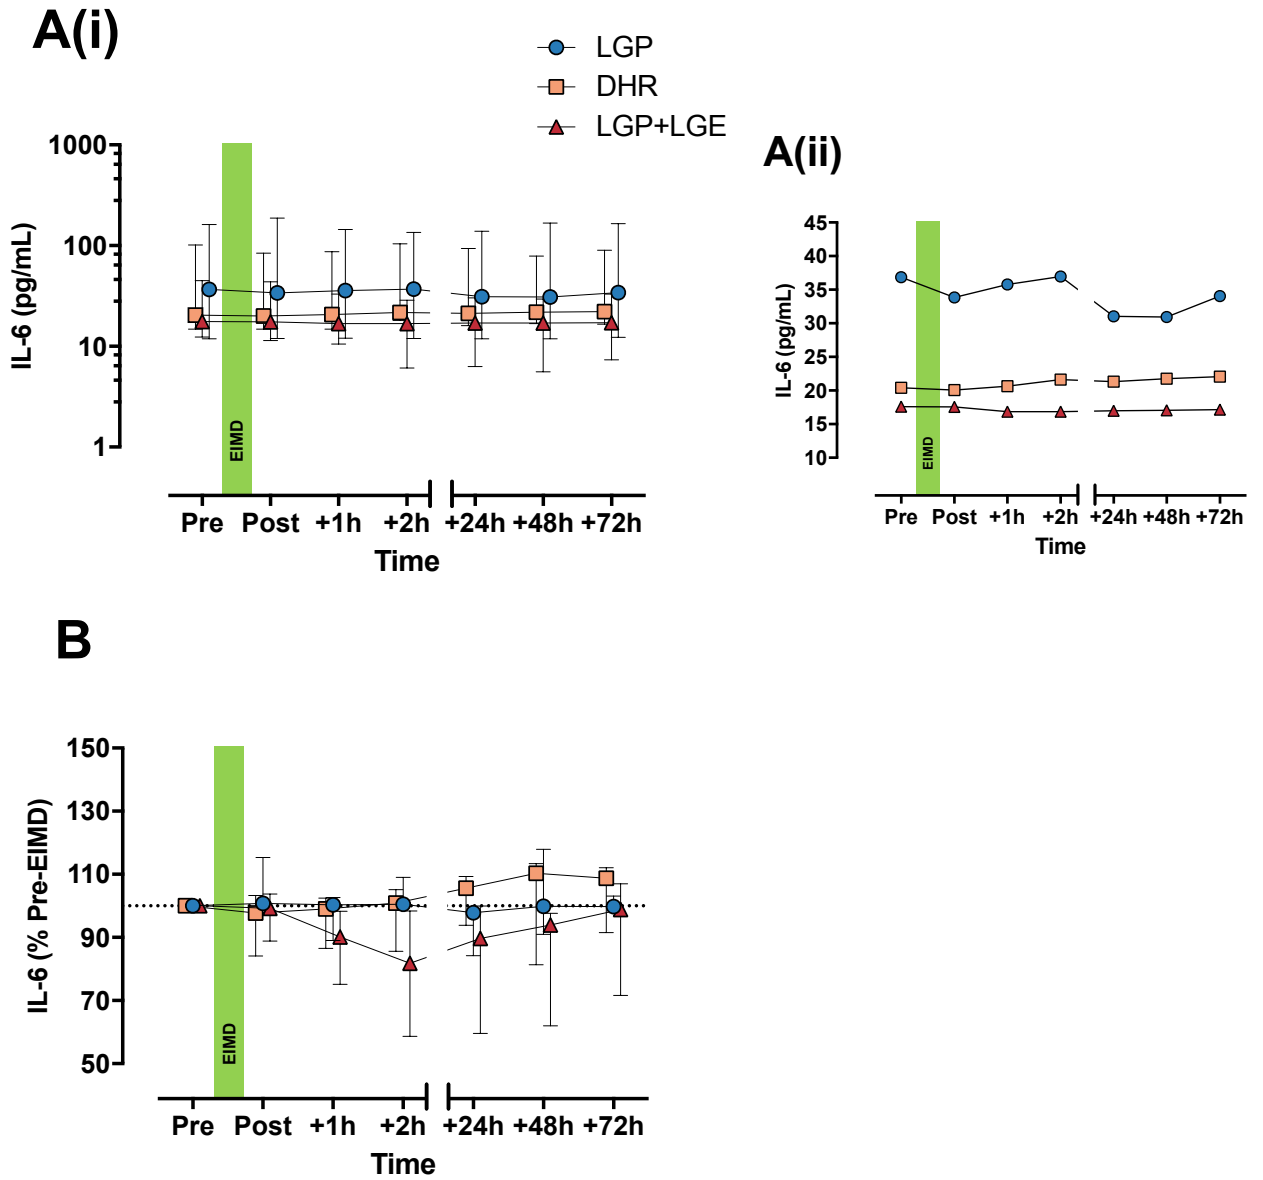 A(i)
LGP
DHR
LGP+LGE
1000
100
10
1
IL-6 (pg/mL)
EIMD
Pre Post +1h +2h +24h +48h +72h
Time
A(ii)
45
40
35
30
25
20
15
10
IL-6 (pg/mL)
EIMD
Pre Post +1h +2h +24h +48h +72h
Time
B
150
130
110
90
70
50
IL-6 (% Pre-EIMD)
EIMD
Pre Post +1h +2h +24h +48h +72h
Time